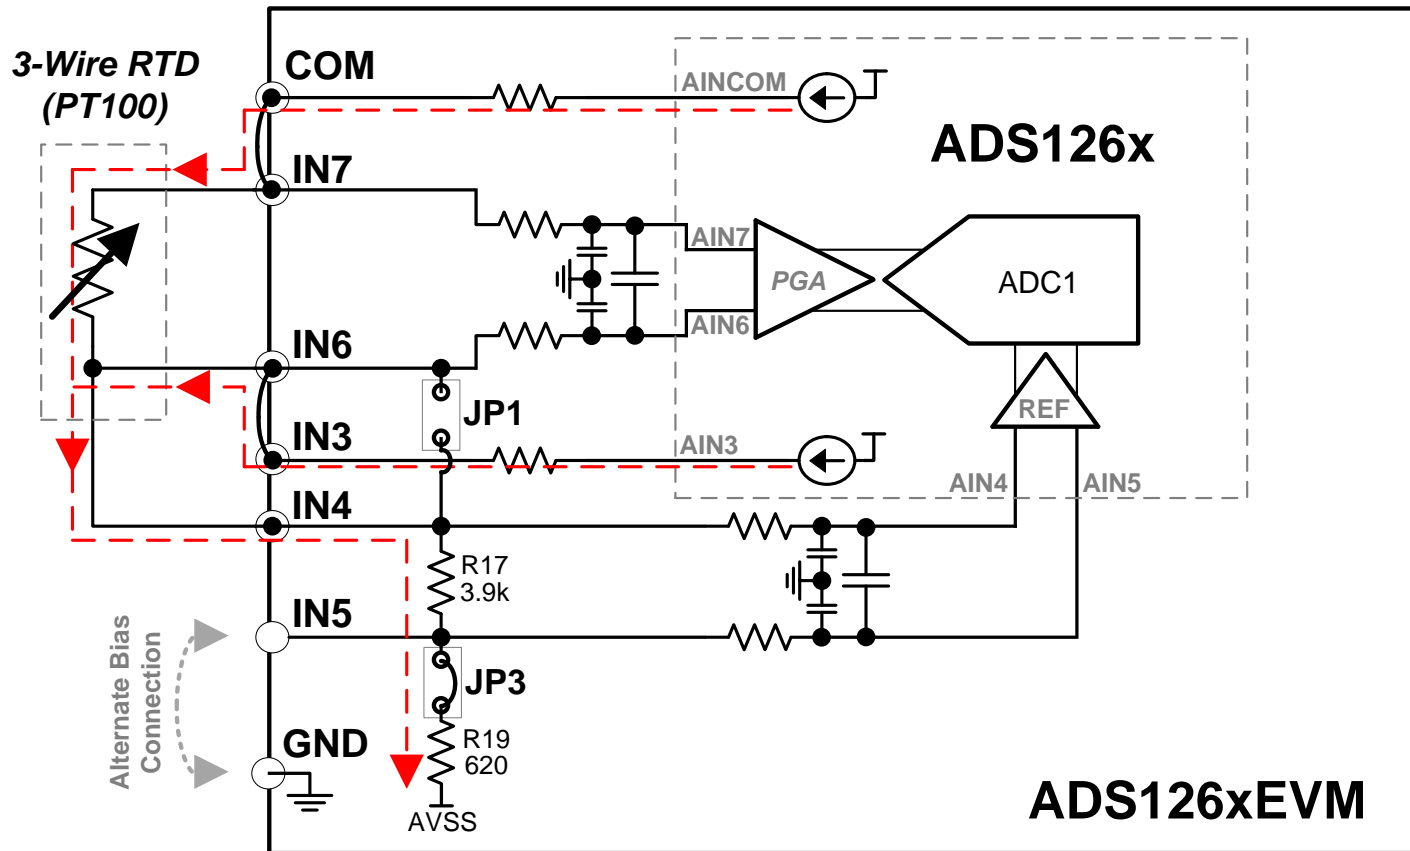 3-Wire RTD
(PT100)
COM
AINCOM
ADS126x
IN7
AIN7
PGA
ADC1
AIN6
IN6
JP1
REF
IN3
AIN3
AIN4
AIN5
IN4
R17
3.9k
IN5
Alternate Bias
Connection
JP3
GND
R19
620
AVSS
ADS126xEVM